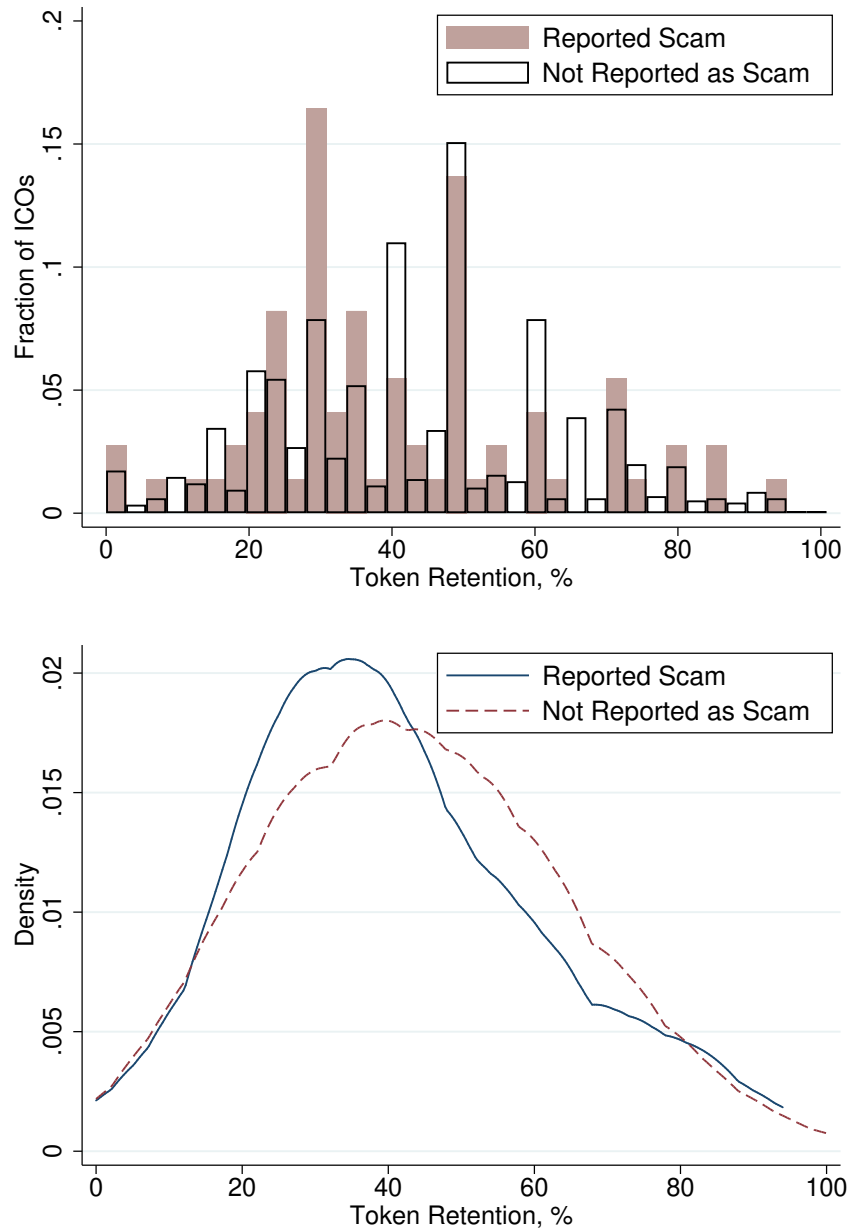 .2
.15
.1
.05
0
Fraction of ICOs
Reported Scam
Not Reported as Scam
0 20 40 60 80 100
Token Retention, %
.02
.015
.01
.005
0
Density
Reported Scam
Not Reported as Scam
0 20 40 60 80 100
Token Retention, %